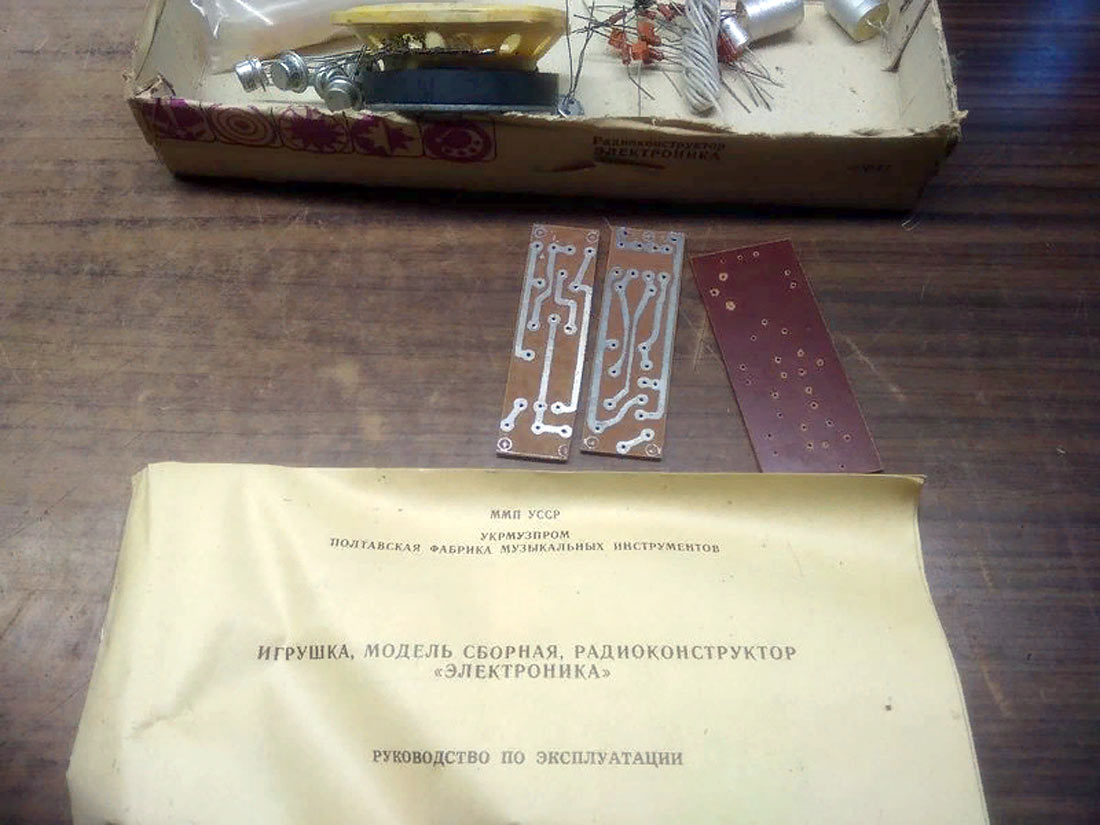 Радиоконструктор
ЭЛЕКТРОНИКА
ММП УССР
УКРМУЗПРОМ
ПОЛТАВСКАЯ ФАБРИКА МУЗЫКАЛЬНЫХ ИНСТРУМЕНТОВ
ИГРУШКА, МОДЕЛЬ СБОРНАЯ, РАДИОКОНСТРУКТОР
«ЭЛЕКТРОНИКА»
РУКОВОДСТВО ПО ЭКСПЛУАТАЦИИ